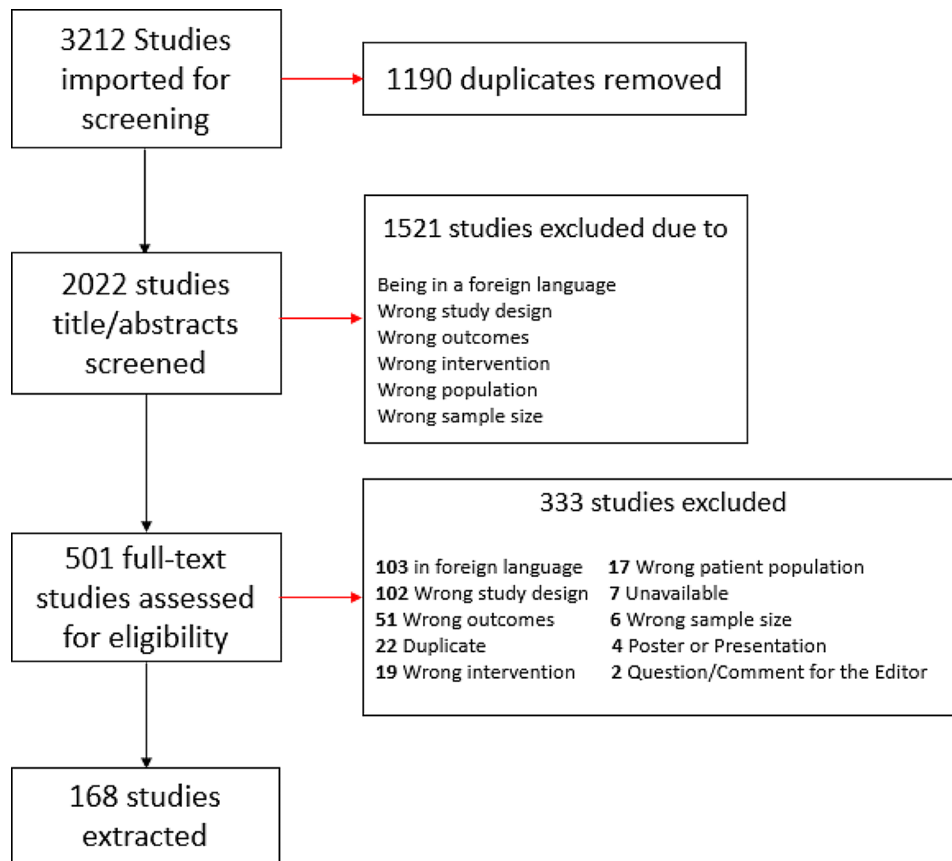 3212 Studies
imported for
screening
1190 duplicates removed
2022 studies
title/abstracts
screened
1521 studies excluded due to
Being in a foreign language
Wrong study design
Wrong outcomes
Wrong intervention
Wrong population
Wrong sample size
501 full-text
studies assessed
for eligibility
333 studies excluded
103 in foreign language
102 Wrong study design
51 Wrong outcomes
22 Duplicate
19 Wrong intervention
17 Wrong patient population
7 Unavailable
6 Wrong sample size
4 Poster or Presentation
2 Question/Comment for the Editor
168 studies
extracted